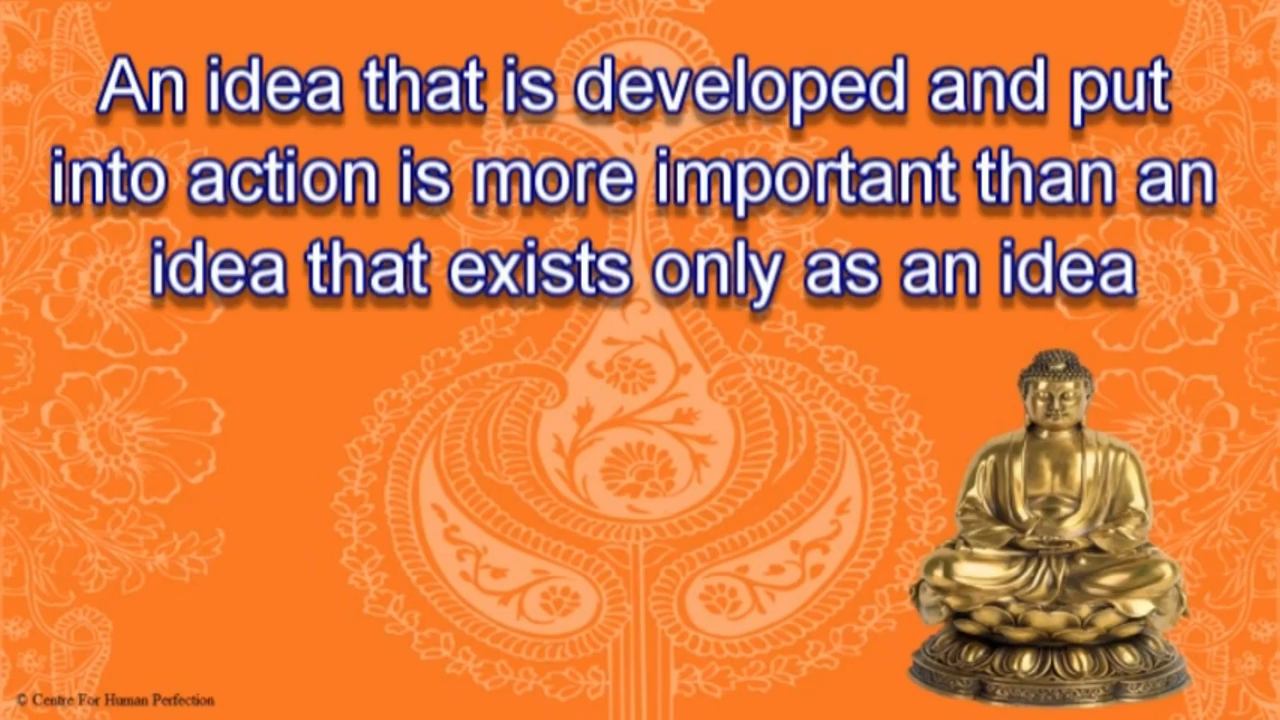 An idea that is developed and put
into action is more important than an
idea that exists only as an idea
© Centre For Human Perfection